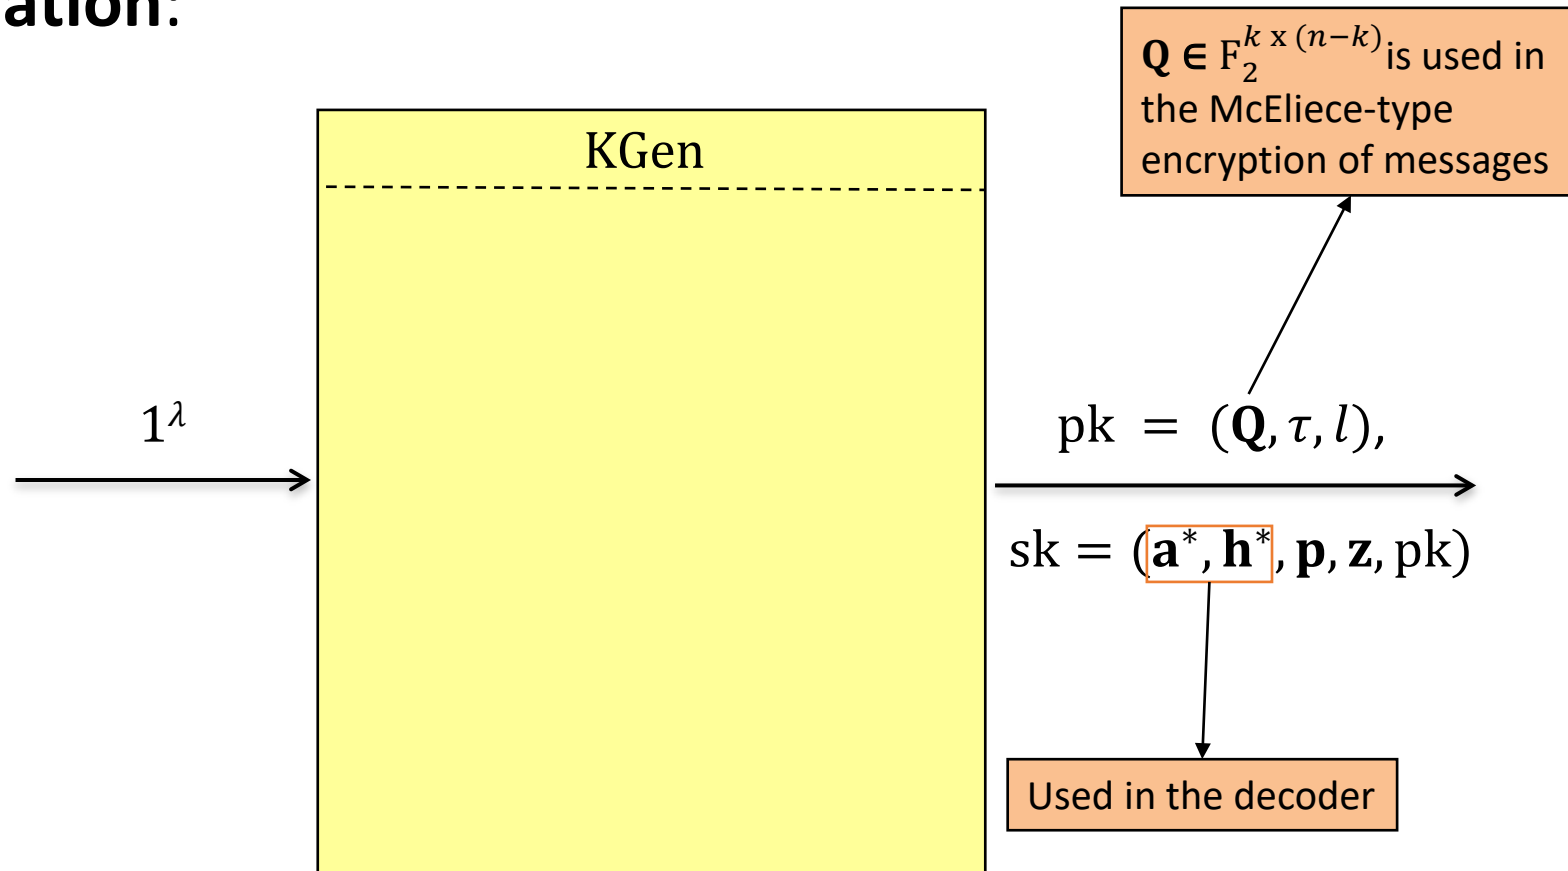 ation:
𝐐 ∈ F₂^{k x (n−k)} is used in
the McEliece-type
encryption of messages
KGen
1^λ
pk = (𝐐, τ, l),
sk = (𝐚*, 𝐡*, 𝐩, 𝐳, pk)
Used in the decoder